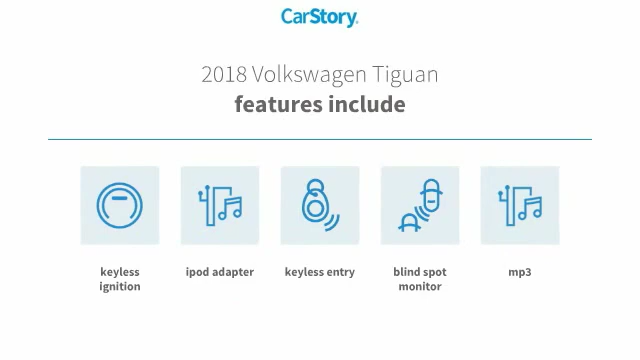 CarStory
2018 Volkswagen Tiguan
features include
keyless
ignition
ipod adapter
keyless entry
blind spot
monitor
mp3